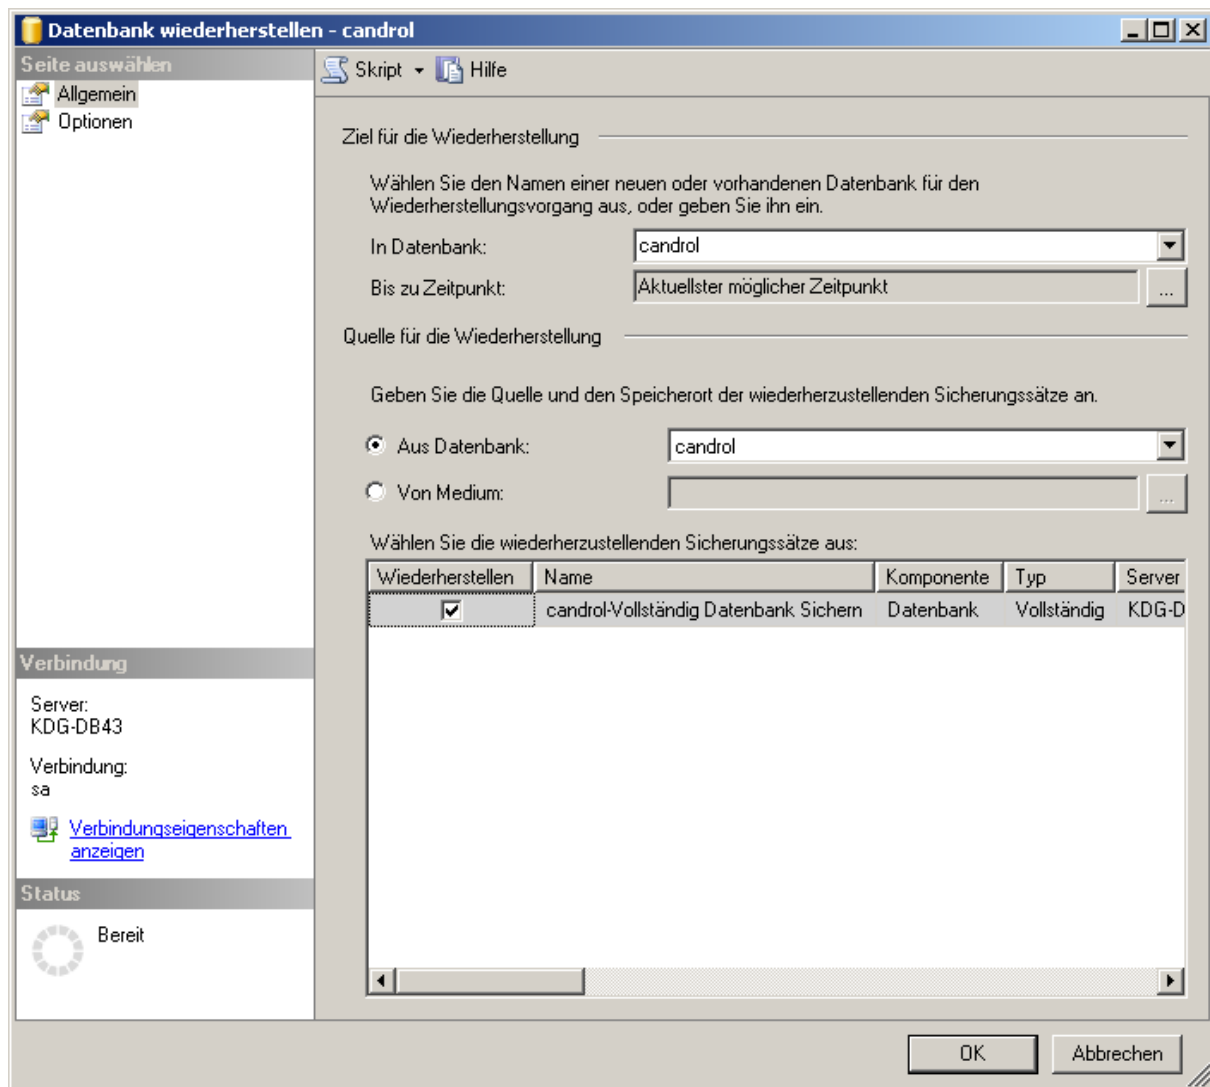 Datenbank wiederherstellen - candrol
Seite auswählen
Allgemein
Optionen
Skript
Hilfe
Ziel für die Wiederherstellung
Wählen Sie den Namen einer neuen oder vorhandenen Datenbank für den
Wiederherstellungsvorgang aus, oder geben Sie ihn ein.
In Datenbank: candrol
Bis zu Zeitpunkt: Aktuellster möglicher Zeitpunkt ...
Quelle für die Wiederherstellung
Geben Sie die Quelle und den Speicherort der wiederherzustellenden Sicherungssätze an.
Aus Datenbank: candrol
Von Medium: ...
Wählen Sie die wiederherzustellenden Sicherungssätze aus:
Wiederherstellen Name Komponente Typ Server
candrol-Vollständig Datenbank Sichern Datenbank Vollständig KDG-D
Verbindung
Server:
KDG-DB43
Verbindung:
sa
Verbindungseigenschaften
anzeigen
Status
Bereit
OK Abbrechen